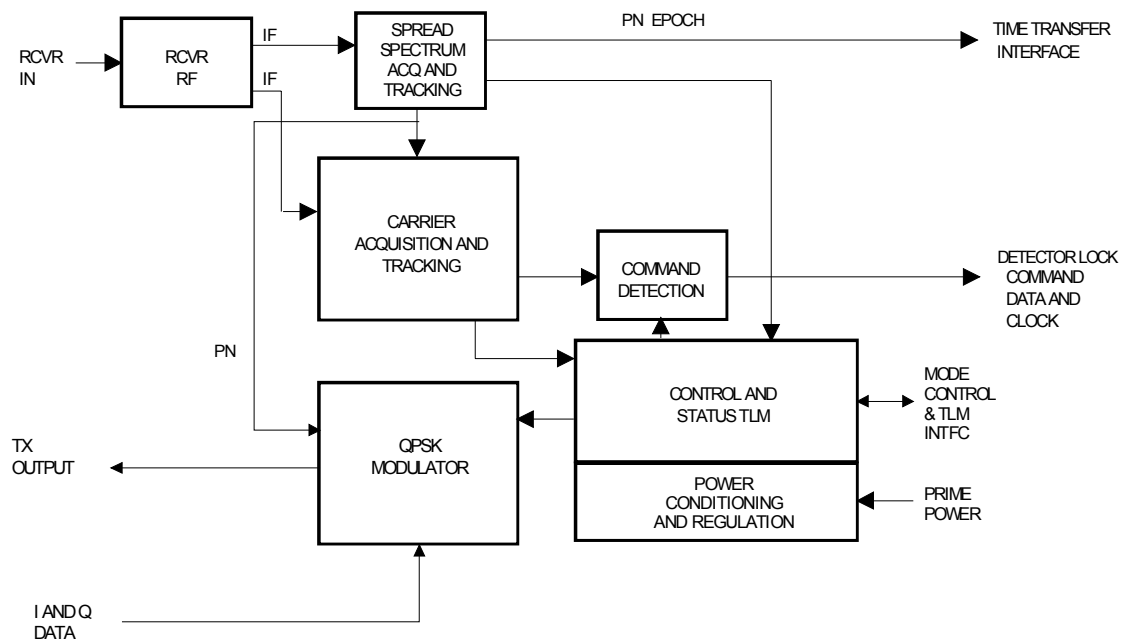 PN EPOCH
TIME TRANSFER
INTERFACE
IF
SPREAD
SPECTRUM
ACQ AND
TRACKING
RCVR
IN
RCVR
RF
IF
CARRIER
ACQUISITION AND
TRACKING
COMMAND
DETECTION
DETECTOR LOCK
COMMAND
DATA AND
CLOCK
PN
CONTROL AND
STATUS TLM
MODE
CONTROL
& TLM
INTFC
TX
OUTPUT
QPSK
MODULATOR
POWER
CONDITIONING
AND REGULATION
PRIME
POWER
I AND Q
DATA